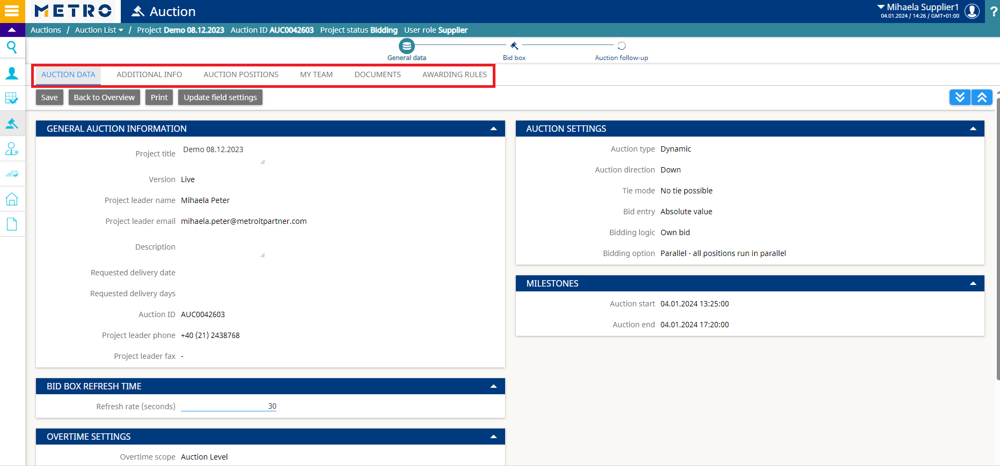 METRO
Auction
Mihaela Supplier1
04.01.2024 / 14:26 / GMT+01:00
?
Auctions / Auction List / Project Demo 08.12.2023 Auction ID AUC0042603 Project status Bidding User role Supplier
General data
Bid box
Auction follow-up
AUCTION DATA ADDITIONAL INFO AUCTION POSITIONS MY TEAM DOCUMENTS AWARDING RULES
Save Back to Overview Print Update field settings
GENERAL AUCTION INFORMATION
Project title Demo 08.12.2023
Version Live
Project leader name Mihaela Peter
Project leader email mihaela.peter@metroitpartner.com
Description
Requested delivery date
Requested delivery days
Auction ID AUC0042603
Project leader phone +40 (21) 2438768
Project leader fax -
BID BOX REFRESH TIME
Refresh rate (seconds) 30
OVERTIME SETTINGS
Overtime scope Auction Level
AUCTION SETTINGS
Auction type Dynamic
Auction direction Down
Tie mode No tie possible
Bid entry Absolute value
Bidding logic Own bid
Bidding option Parallel - all positions run in parallel
MILESTONES
Auction start 04.01.2024 13:25:00
Auction end 04.01.2024 17:20:00